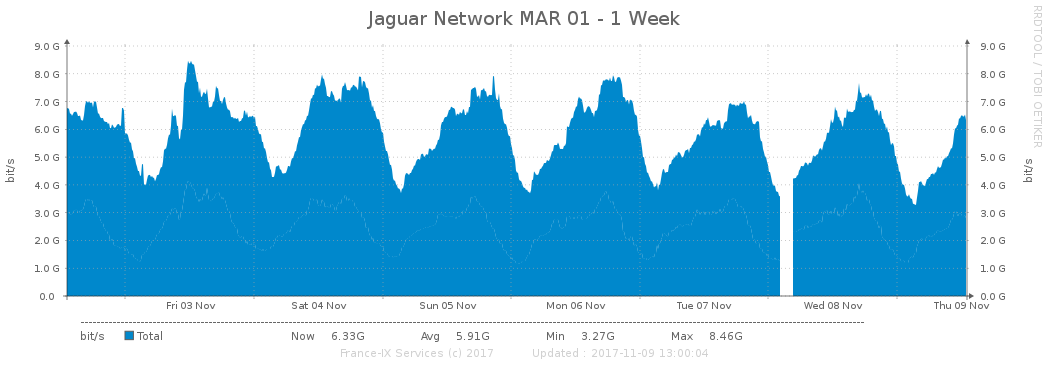 Jaguar Network MAR 01 - 1 Week
RRDTOOL / TOBI OETIKER
bit/s
9.0 G
8.0 G
7.0 G
6.0 G
5.0 G
4.0 G
3.0 G
2.0 G
1.0 G
0.0
9.0 G
8.0 G
7.0 G
6.0 G
5.0 G
4.0 G
3.0 G
2.0 G
1.0 G
0.0 G
bit/s
Fri 03 Nov Sat 04 Nov Sun 05 Nov Mon 06 Nov Tue 07 Nov Wed 08 Nov Thu 09 Nov
bit/s Total Now 6.33G Avg 5.91G Min 3.27G Max 8.46G
France-IX Services (c) 2017 Updated : 2017-11-09 13:00:04